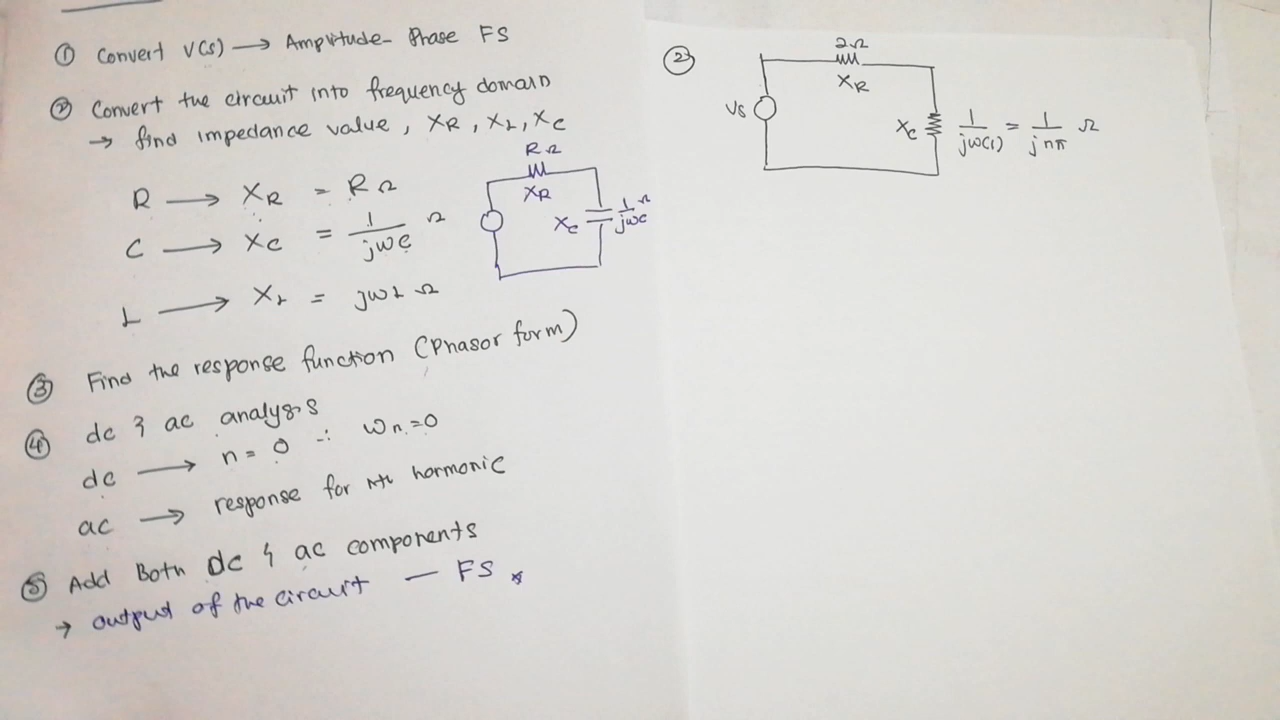 ① Convert V(s) → Ampitude- Phase FS
② Convert the circuit into frequency domain
→ find impedance value, XR, XL, XC
R → XR = R Ω
C → XC = 1/jωC Ω
L → XL = jωL Ω
RΩ
XR
XC 1/jωC Ω
③ Find the response function (Phasor form)
④ dc & ac analysis
dc → n = 0 ∴ ωn = 0
ac → response for nth harmonic
⑤ Add Both dc & ac components
→ output of the circuit — FS *
②
2Ω
XR
VS
XC 1/jω(1) = 1/jnπ Ω